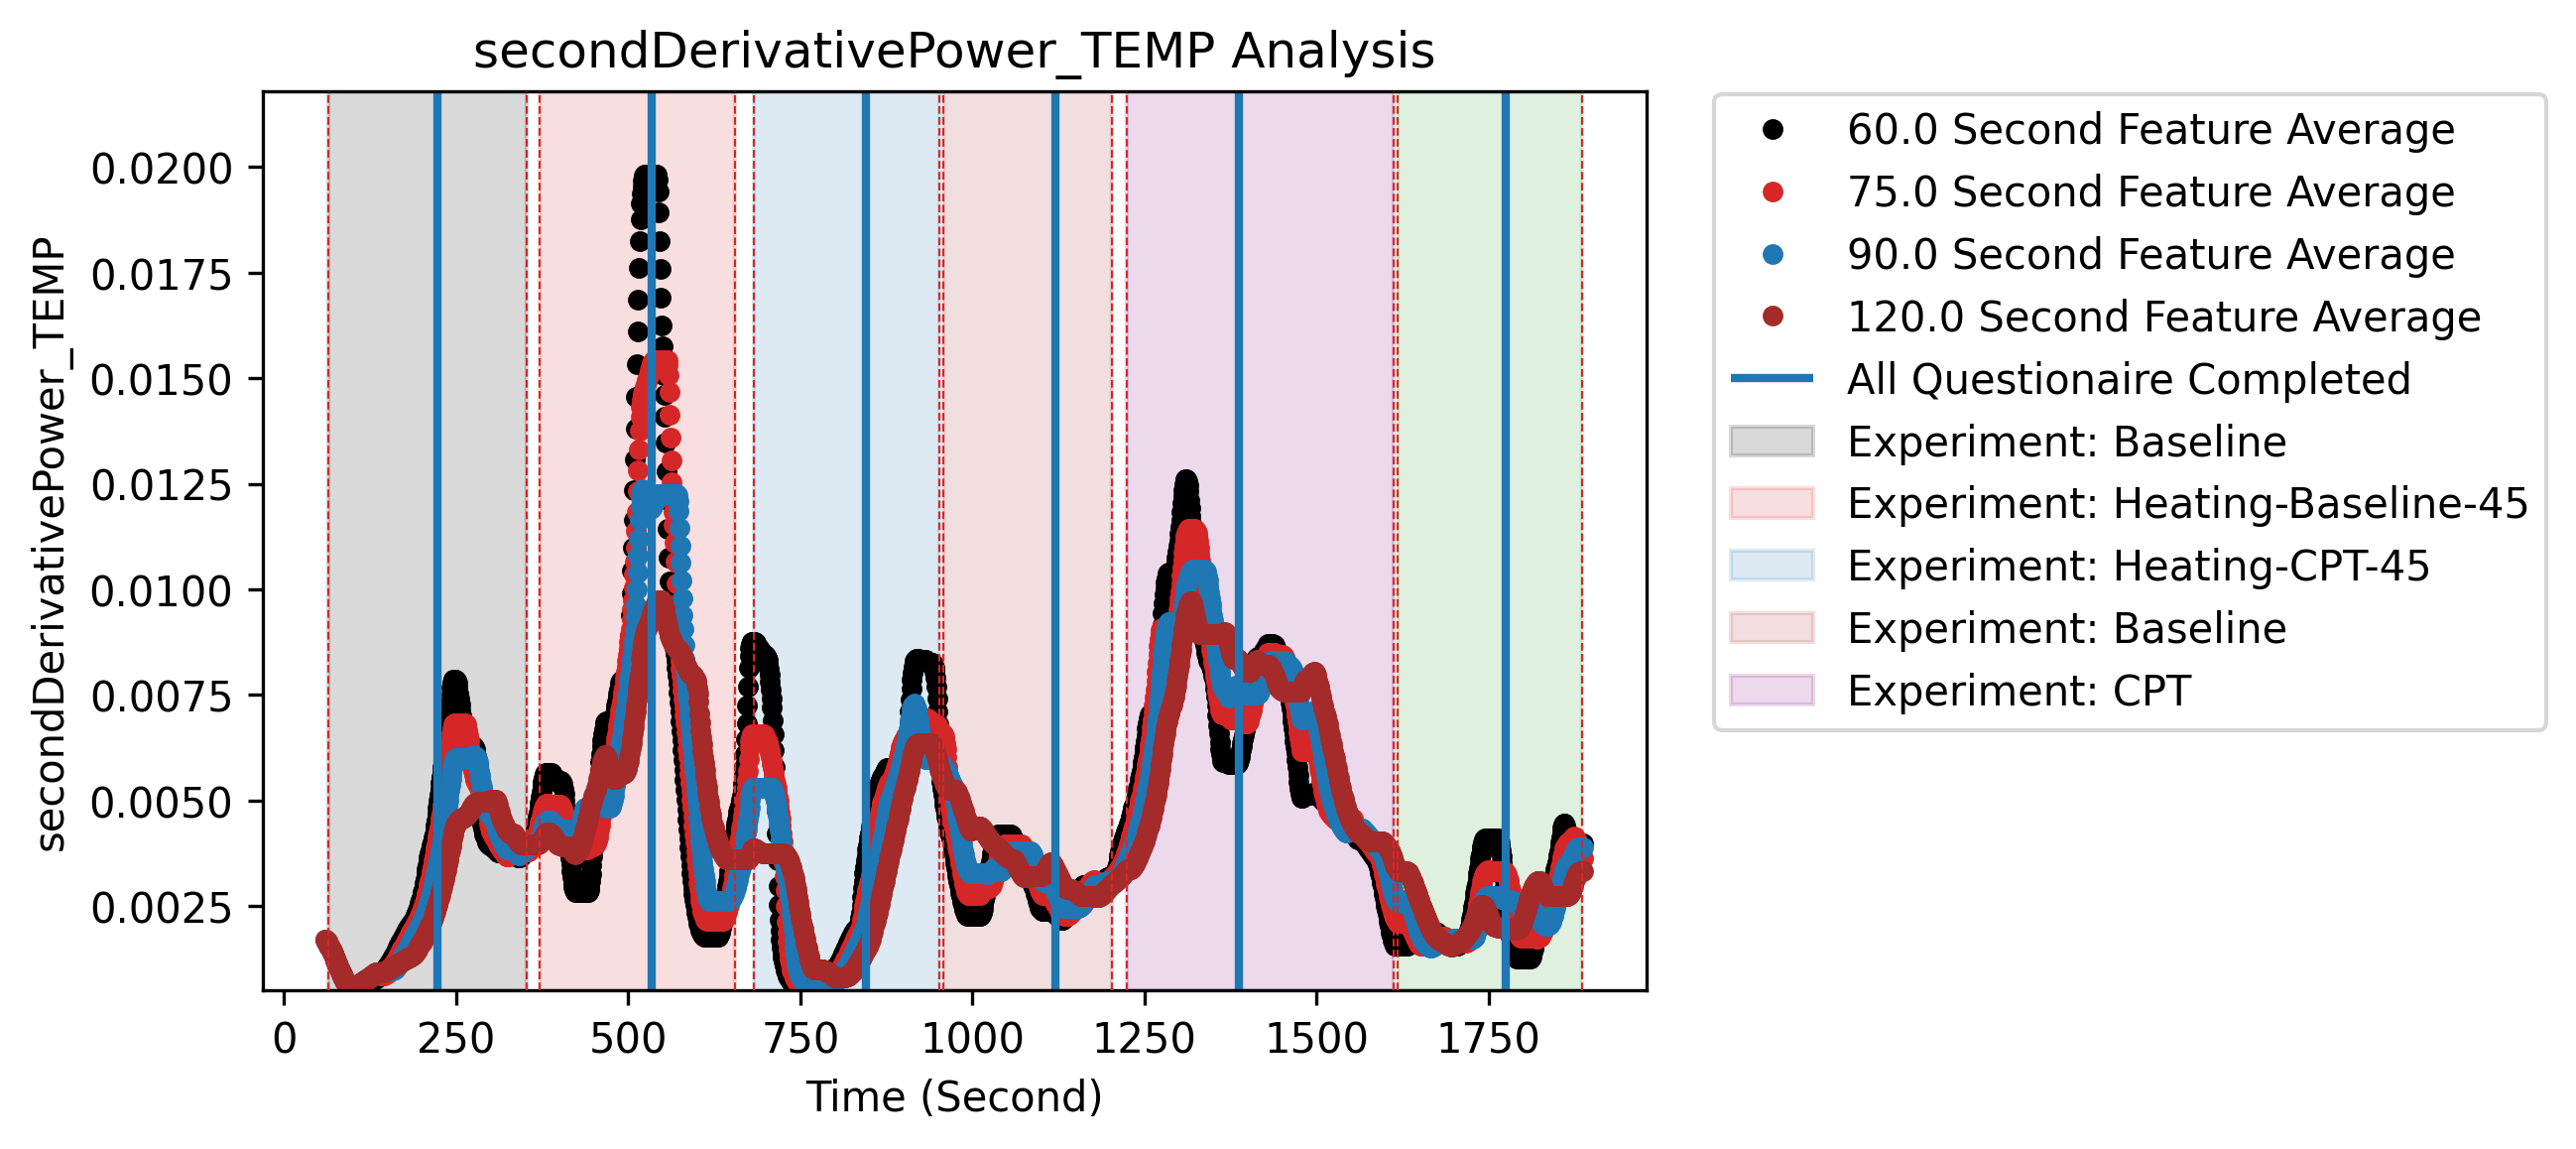 secondDerivativePower_TEMP Analysis
secondDerivativePower_TEMP
0.0200
0.0175
0.0150
0.0125
0.0100
0.0075
0.0050
0.0025
0 250 500 750 1000 1250 1500 1750
Time (Second)
60.0 Second Feature Average
75.0 Second Feature Average
90.0 Second Feature Average
120.0 Second Feature Average
All Questionaire Completed
Experiment: Baseline
Experiment: Heating-Baseline-45
Experiment: Heating-CPT-45
Experiment: Baseline
Experiment: CPT